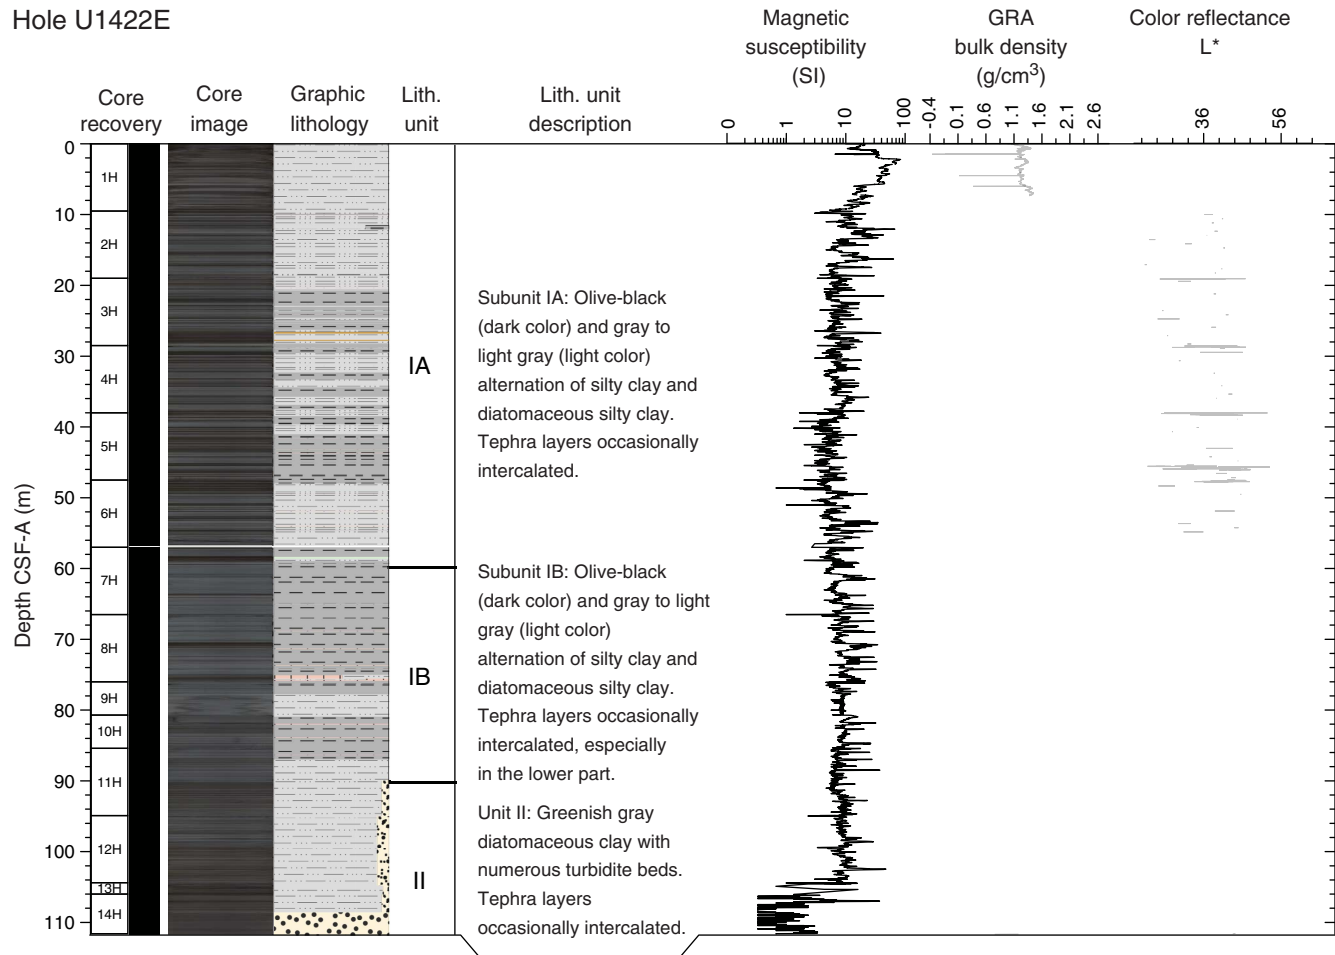 Hole U1422E
Core
recovery
Core
image
Graphic
lithology
Lith.
unit
Lith. unit
description
Magnetic
susceptibility
(SI)
GRA
bulk density
(g/cm³)
Color reflectance
L*
0
1
10
100
-0.4
0.1
0.6
1.1
1.6
2.1
2.6
36
56
Depth CSF-A (m)
0
10
20
30
40
50
60
70
80
90
100
110
1H
2H
3H
4H
5H
6H
7H
8H
9H
10H
11H
12H
13H
14H
IA
IB
II
Subunit IA: Olive-black
(dark color) and gray to
light gray (light color)
alternation of silty clay and
diatomaceous silty clay.
Tephra layers occasionally
intercalated.
Subunit IB: Olive-black
(dark color) and gray to light
gray (light color)
alternation of silty clay and
diatomaceous silty clay.
Tephra layers occasionally
intercalated, especially
in the lower part.
Unit II: Greenish gray
diatomaceous clay with
numerous turbidite beds.
Tephra layers
occasionally intercalated.